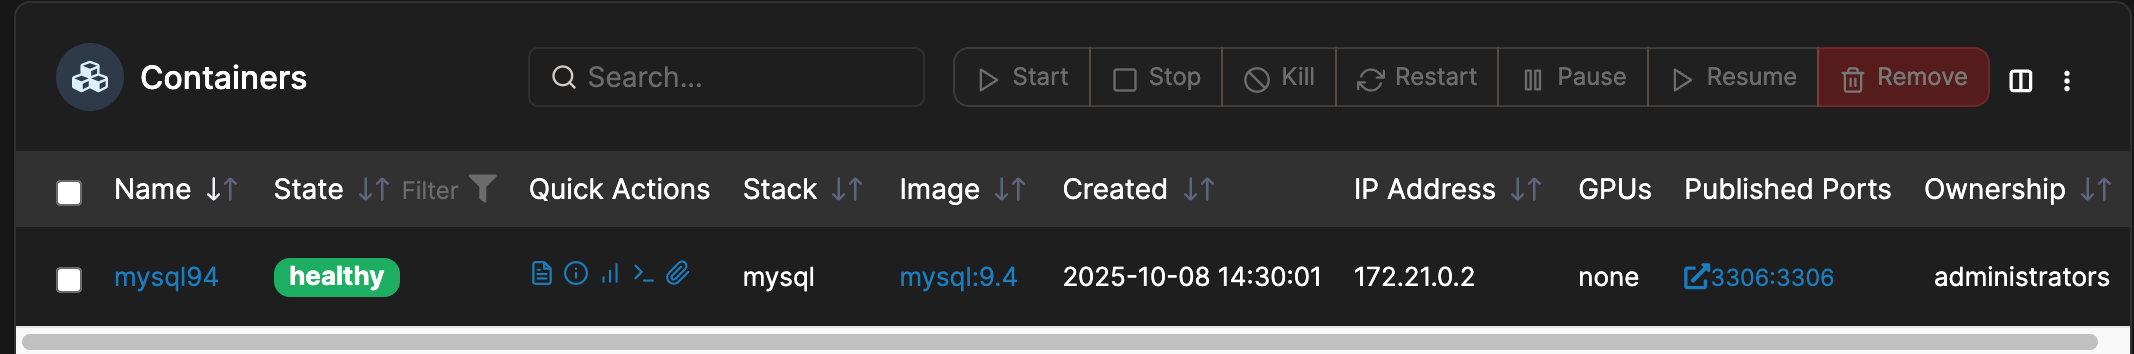 Containers Search... Start Stop Kill Restart Pause Resume Remove
Name State Filter Quick Actions Stack Image Created IP Address GPUs Published Ports Ownership
mysql94 healthy mysql mysql:9.4 2025-10-08 14:30:01 172.21.0.2 none 3306:3306 administrators